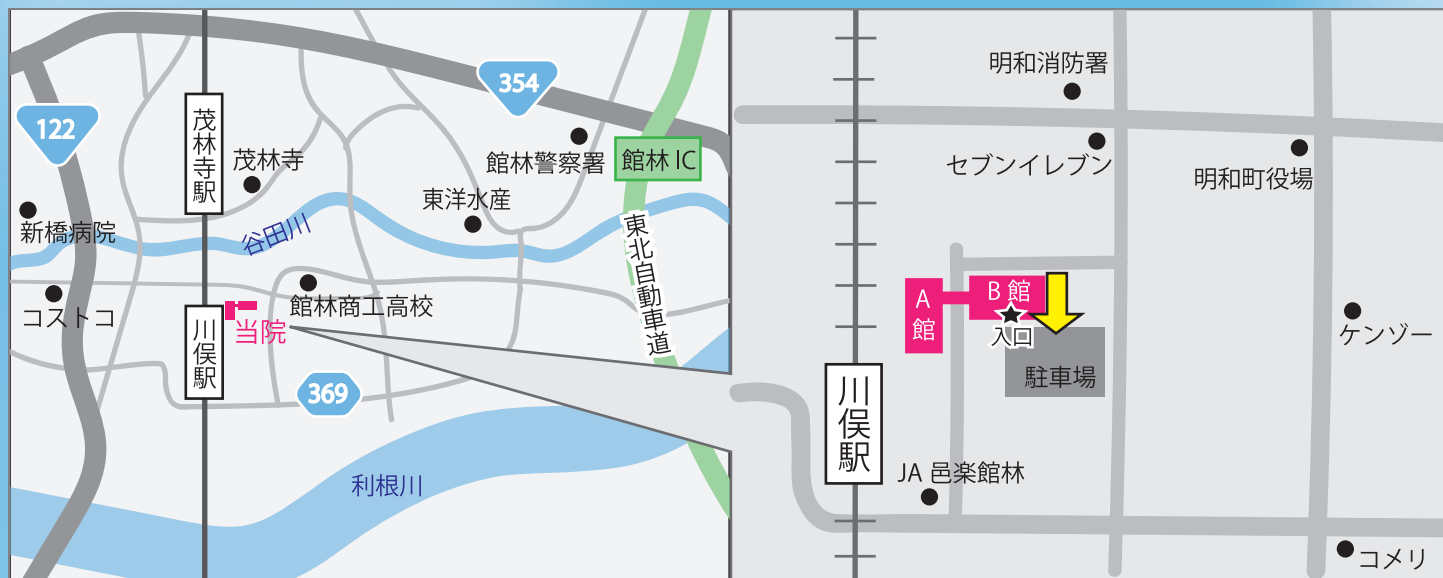 354
122
茂林寺駅
茂林寺
館林警察署
館林 IC
東洋水産
新橋病院
谷田川
東北自動車道
コストコ
館林商工高校
当院
川俣駅
369
利根川
明和消防署
セブンイレブン
明和町役場
A館
B館
入口
駐車場
ケンゾー
川俣駅
JA 邑楽館林
コメリ